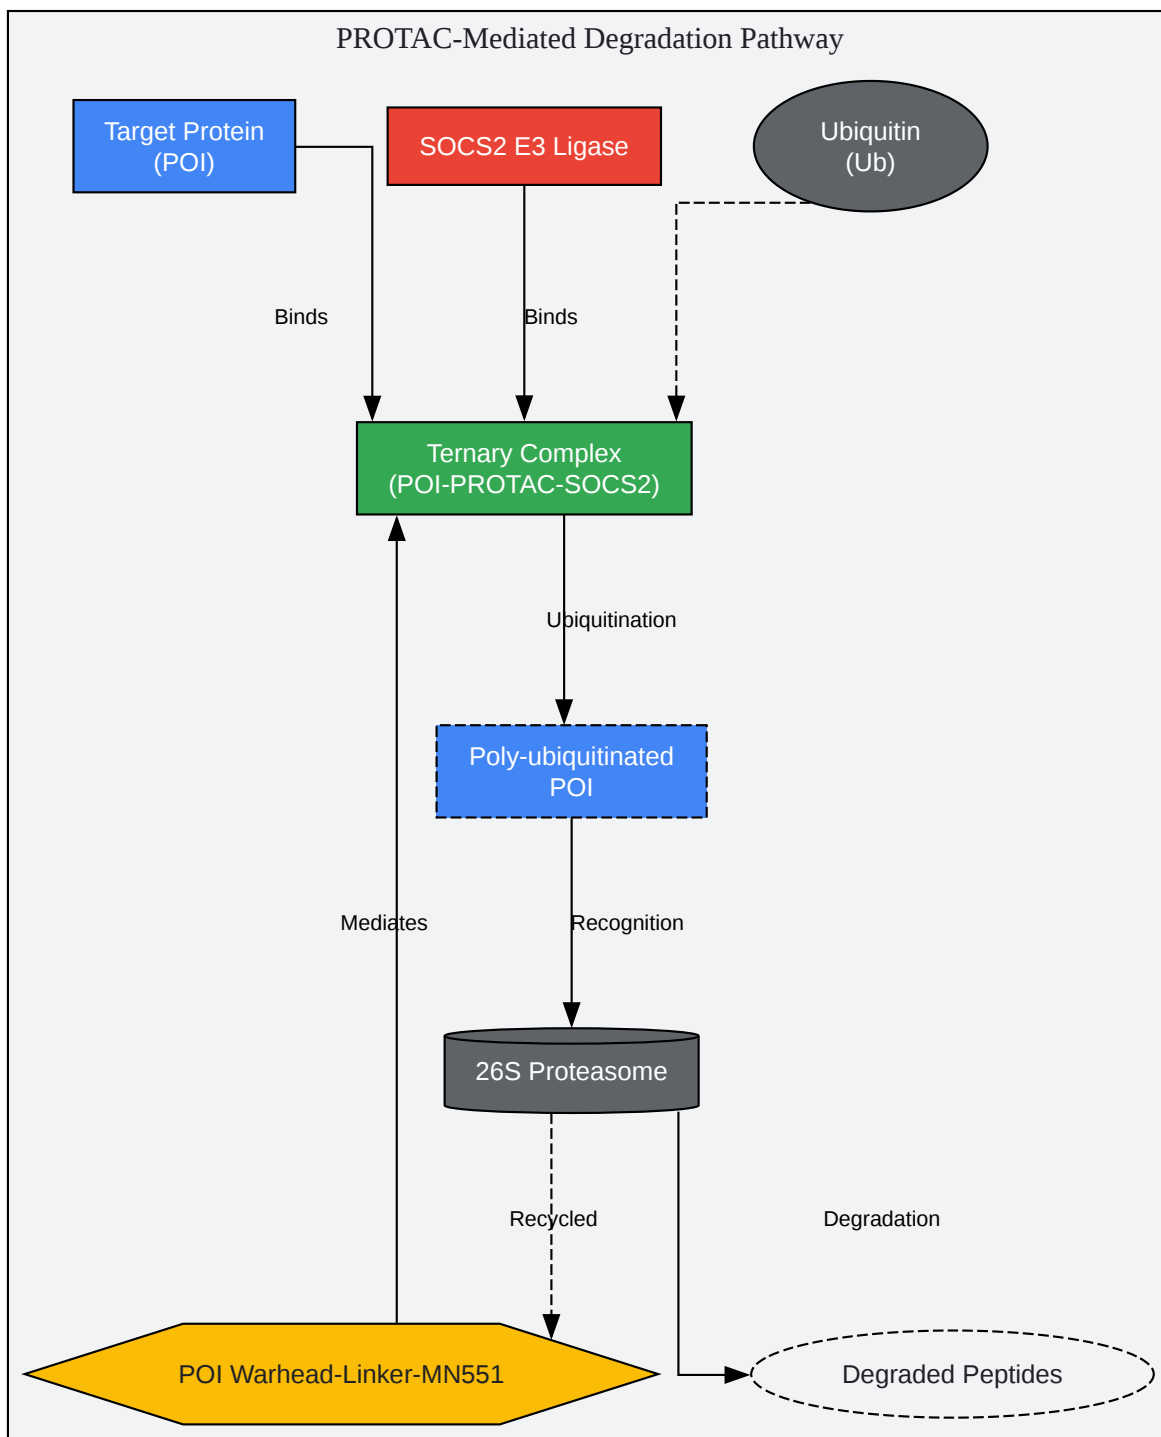 PROTAC-Mediated Degradation Pathway
Target Protein
(POI)
SOCS2 E3 Ligase
Ubiquitin
(Ub)
Binds
Binds
Ternary Complex
(POI-PROTAC-SOCS2)
Ubiquitination
Poly-ubiquitinated
POI
Mediates
Recognition
26S Proteasome
Recycled
Degradation
POI Warhead-Linker-MN551
Degraded Peptides